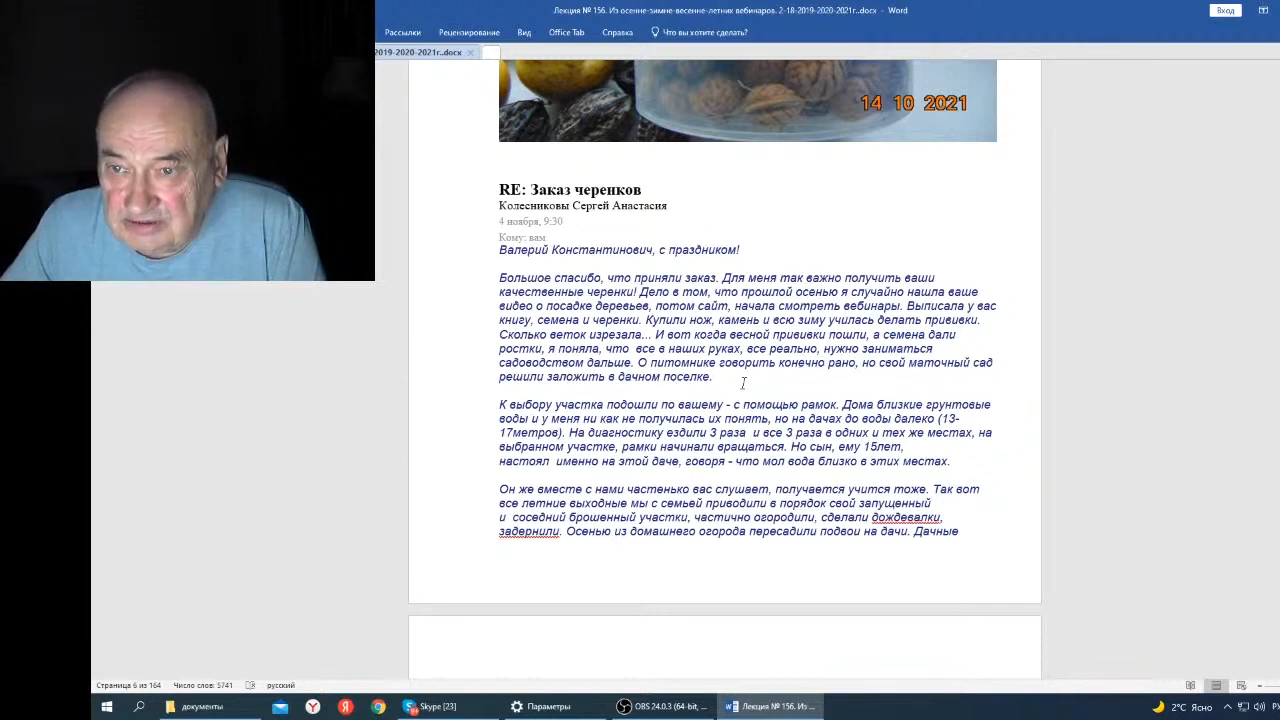 Лекция № 156. Из осенне-зимне-весенне-летних вебинаров. 2-18-2019-2020-2021г..docx - Word
Вход
Рассылки Рецензирование Вид Office Tab Справка Что вы хотите сделать?
2019-2020-2021г..docx
14 10 2021
RE: Заказ черенков
Колесниковы Сергей Анастасия
4 ноября, 9:30
Кому: вам
Валерий Константинович, с праздником!
Большое спасибо, что приняли заказ. Для меня так важно получить ваши
качественные черенки! Дело в том, что прошлой осенью я случайно нашла ваше
видео о посадке деревьев, потом сайт, начала смотреть вебинары. Выписала у вас
книгу, семена и черенки. Купили нож, камень и всю зиму училась делать прививки.
Сколько веток изрезала... И вот когда весной прививки пошли, а семена дали
ростки, я поняла, что все в наших руках, все реально, нужно заниматься
садоводством дальше. О питомнике говорить конечно рано, но свой маточный сад
решили заложить в дачном поселке.
К выбору участка подошли по вашему - с помощью рамок. Дома близкие грунтовые
воды и у меня ни как не получилась их понять, но на дачах до воды далеко (13-
17метров). На диагностику ездили 3 раза и все 3 раза в одних и тех же местах, на
выбранном участке, рамки начинали вращаться. Но сын, ему 15лет,
настоял именно на этой даче, говоря - что мол вода близко в этих местах.
Он же вместе с нами частенько вас слушает, получается учится тоже. Так вот
все летние выходные мы с семьей приводили в порядок свой запущенный
и соседний брошенный участки, частично огородили, сделали дождевалки,
задернили. Осенью из домашнего огорода пересадили подвои на дачи. Дачные
Страница 6 из 164 Число слов: 5741 русский
документы Skype [23] Параметры OBS 24.0.3 (64-bit, ... Лекция № 156. Из ... 2°C Ясно